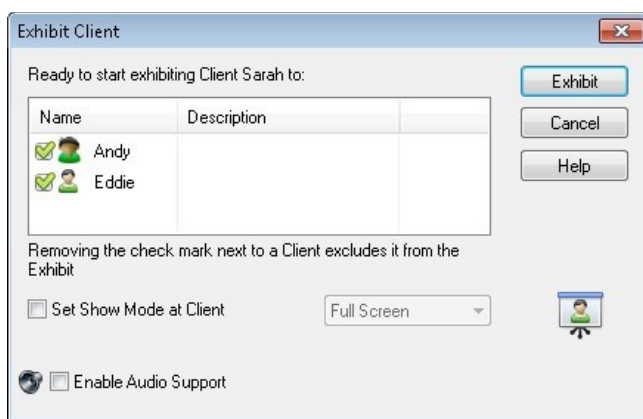 Exhibit Client
Ready to start exhibiting Client Sarah to:
Exhibit
Name Description
Cancel
Andy
Help
Eddie
Removing the check mark next to a Client excludes it from the
Exhibit
Set Show Mode at Client Full Screen
Enable Audio Support